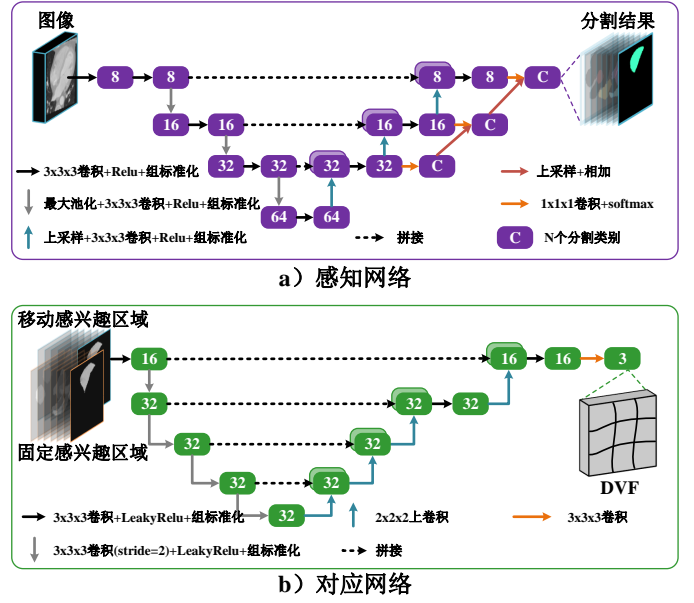 图像
分割结果
8 8 8 8 C
16 16 16 16 C
32 32 32 32 C
64 64
3x3x3卷积+Relu+组标准化
上采样+相加
最大池化+3x3x3卷积+Relu+组标准化
1x1x1卷积+softmax
上采样+3x3x3卷积+Relu+组标准化
拼接
C N个分割类别
a）感知网络
移动感兴趣区域
16 16 16 3
32 32 32
32 32
32 32
32
固定感兴趣区域
DVF
3x3x3卷积+LeakyRelu+组标准化
2x2x2上卷积
3x3x3卷积
3x3x3卷积(stride=2)+LeakyRelu+组标准化
拼接
b）对应网络